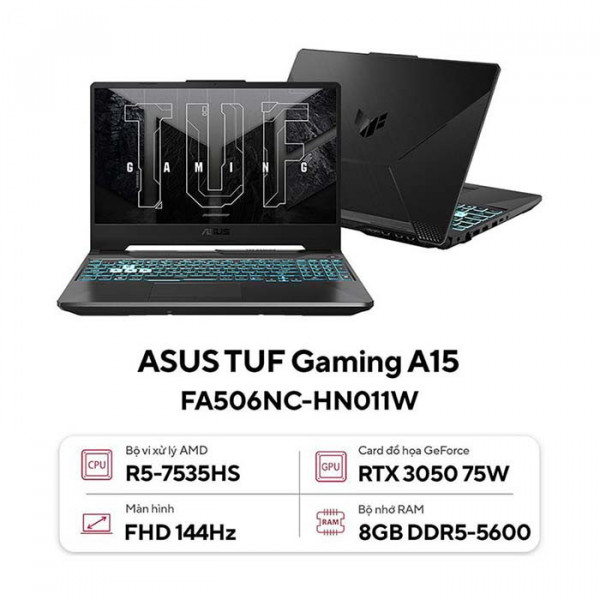 TUF
GAMING
ASUS
ASUS TUF Gaming A15
FA506NC-HN011W
CPU
Bộ vi xử lý AMD
R5-7535HS
GPU
Card đồ họa GeForce
RTX 3050 75W
Màn hình
FHD 144Hz
RAM
Bộ nhớ RAM
8GB DDR5-5600